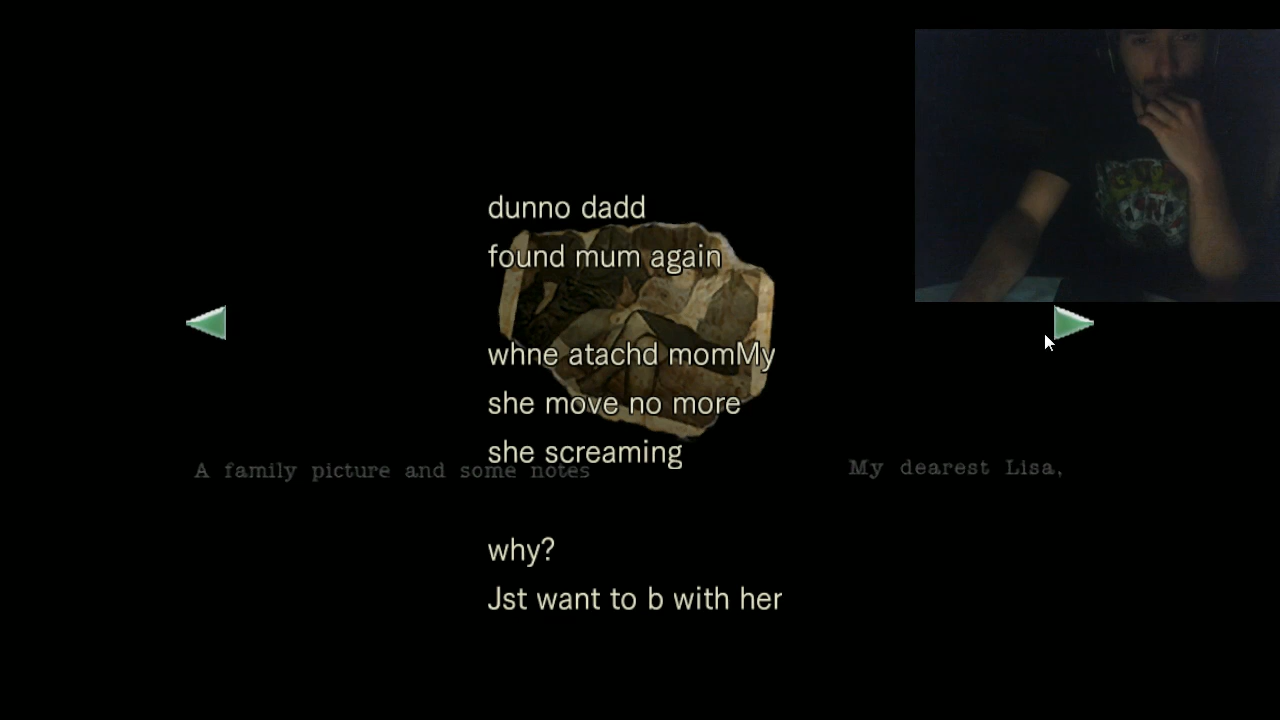 dunno dadd
found mum again
whne atachd momMy
she move no more
she screaming
A family picture and some notes
My dearest Lisa,
why?
Jst want to b with her